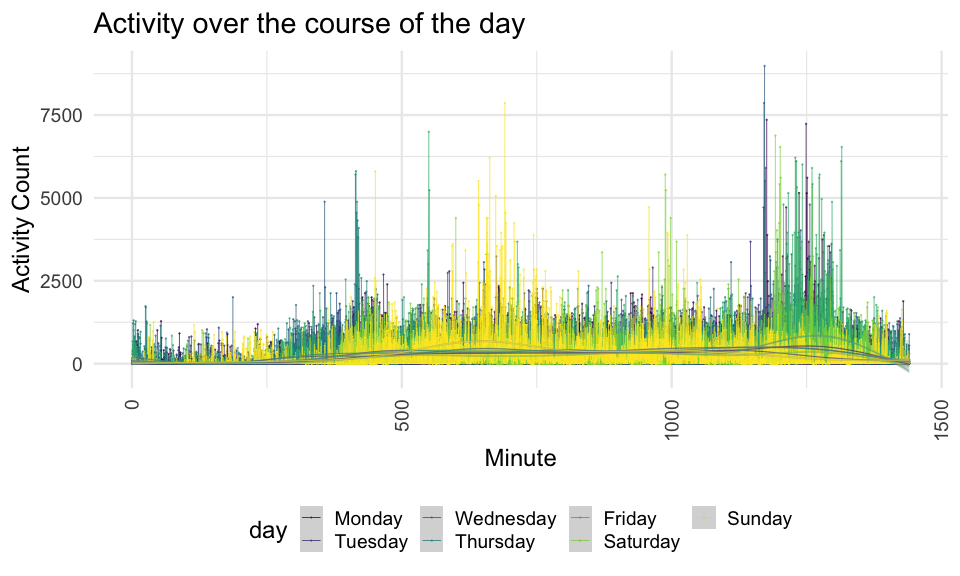 Activity over the course of the day
Activity Count
7500
5000
2500
0
0
500
1000
1500
Minute
day
Monday
Wednesday
Friday
Sunday
Tuesday
Thursday
Saturday